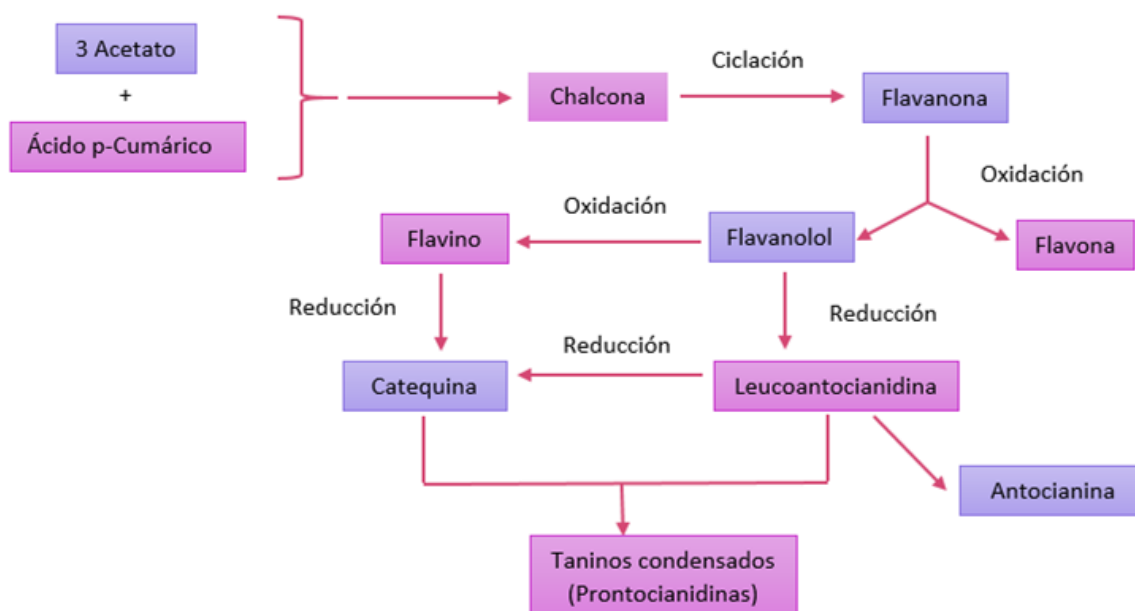 3 Acetato
+
Ácido p-Cumárico
Chalcona
Ciclación
Flavanona
Oxidación
Flavona
Flavanolol
Oxidación
Flavino
Reducción
Reducción
Catequina
Reducción
Leucoantocianidina
Antocianina
Taninos condensados
(Prontocianidinas)